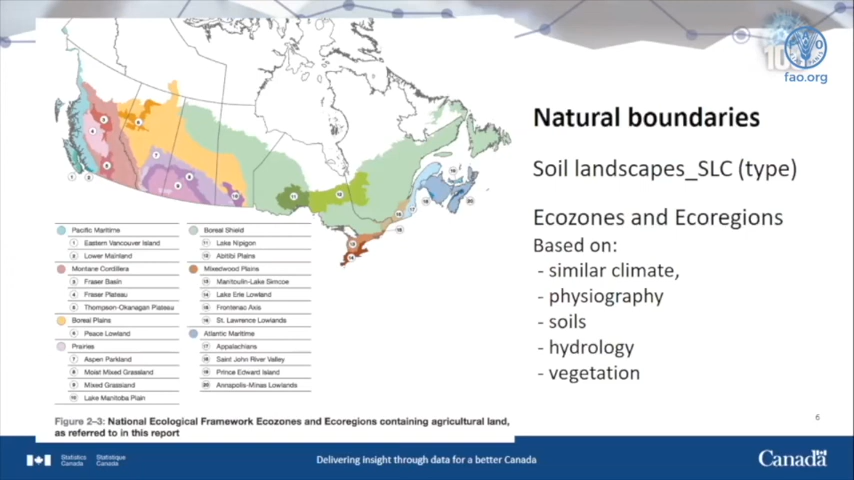 10
fao.org
Natural boundaries
Soil landscapes_SLC (type)
Ecozones and Ecoregions
Based on:
- similar climate,
- physiography
- soils
- hydrology
- vegetation
Pacific Maritime
1 Eastern Vancouver Island
2 Lower Mainland
Montane Cordillera
3 Fraser Basin
4 Fraser Plateau
5 Thompson-Okanagan Plateau
Boreal Plains
6 Peace Lowland
Prairies
7 Aspen Parkland
8 Moist Mixed Grassland
9 Mixed Grassland
10 Lake Manitoba Plain
Boreal Shield
11 Lake Nipigon
12 Abitibi Plains
Mixedwood Plains
13 Manitoulin-Lake Simcoe
14 Lake Erie Lowland
15 Frontenac Axis
16 St. Lawrence Lowlands
Atlantic Maritime
17 Appalachians
18 Saint John River Valley
19 Prince Edward Island
20 Annapolis-Minas Lowlands
Figure 2–3: National Ecological Framework Ecozones and Ecoregions containing agricultural land,
as referred to in this report
6
Statistics Canada
Statistique Canada
Delivering insight through data for a better Canada
Canada